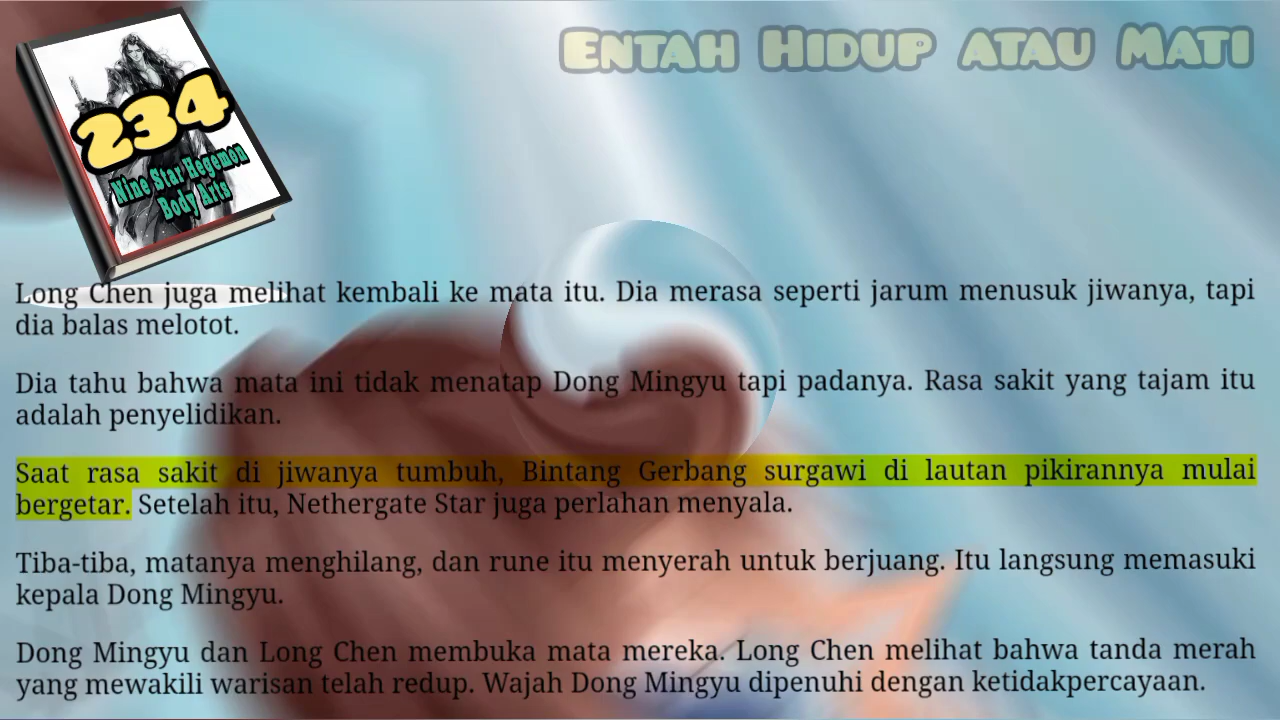 Entah Hidup atau Mati
234
Nine Star Hegemon
Body Arts
Long Chen juga melihat kembali ke mata itu. Dia merasa seperti jarum menusuk jiwanya, tapi
dia balas melotot.
Dia tahu bahwa mata ini tidak menatap Dong Mingyu tapi padanya. Rasa sakit yang tajam itu
adalah penyelidikan.
Saat rasa sakit di jiwanya tumbuh, Bintang Gerbang surgawi di lautan pikirannya mulai
bergetar. Setelah itu, Nethergate Star juga perlahan menyala.
Tiba-tiba, matanya menghilang, dan rune itu menyerah untuk berjuang. Itu langsung memasuki
kepala Dong Mingyu.
Dong Mingyu dan Long Chen membuka mata mereka. Long Chen melihat bahwa tanda merah
yang mewakili warisan telah redup. Wajah Dong Mingyu dipenuhi dengan ketidakpercayaan.